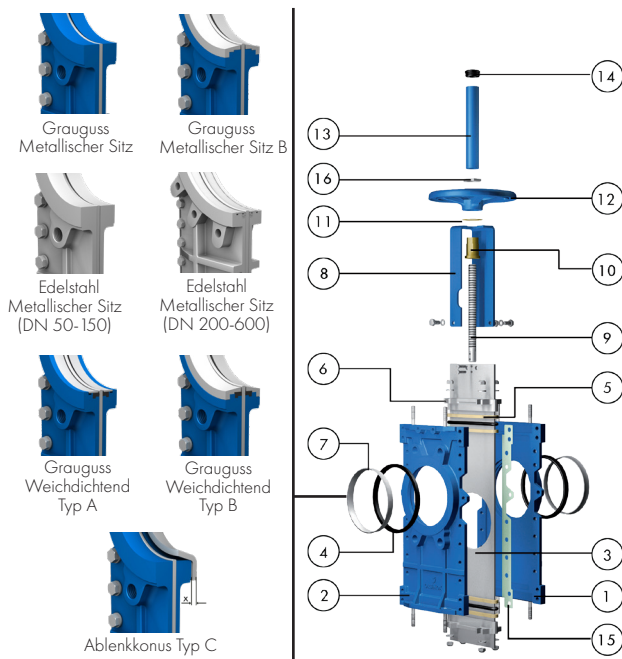 Grauguss
Metallischer Sitz
Grauguss
Metallischer Sitz B
Edelstahl
Metallischer Sitz
(DN 50-150)
Edelstahl
Metallischer Sitz
(DN 200-600)
Grauguss
Weichdichtend
Typ A
Grauguss
Weichdichtend
Typ B
x
Ablenkkonus Typ C
14
13
16
12
11
8
10
9
6
5
7
4
3
2
1
15